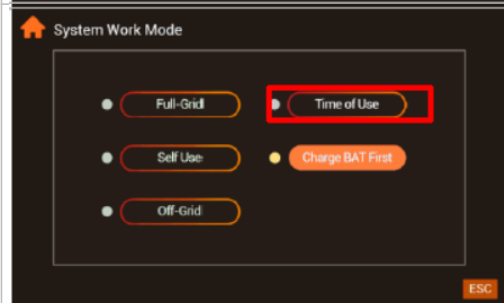 System Work Mode
Full-Grid
Time of Use
Self Use
Charge BAT First
Off-Grid
ESC